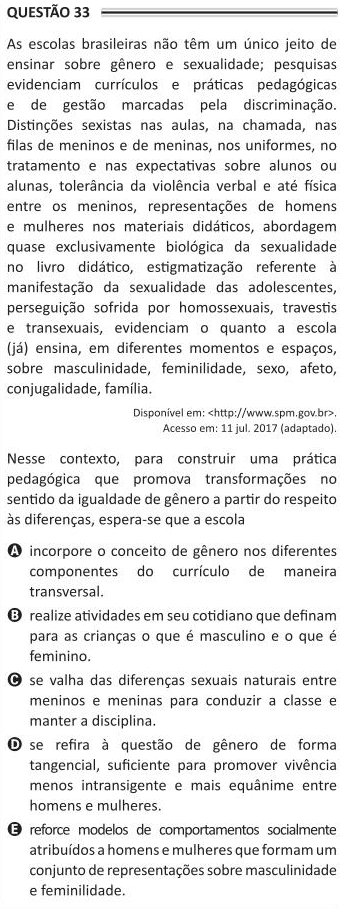 QUESTÃO 33
As escolas brasileiras não têm um único jeito de
ensinar sobre gênero e sexualidade; pesquisas
evidenciam currículos e práticas pedagógicas
e de gestão marcadas pela discriminação.
Distinções sexistas nas aulas, na chamada, nas
filas de meninos e de meninas, nos uniformes, no
tratamento e nas expectativas sobre alunos ou
alunas, tolerância da violência verbal e até física
entre os meninos, representações de homens
e mulheres nos materiais didáticos, abordagem
quase exclusivamente biológica da sexualidade
no livro didático, estigmatização referente à
manifestação da sexualidade das adolescentes,
perseguição sofrida por homossexuais, travestis
e transexuais, evidenciam o quanto a escola
(já) ensina, em diferentes momentos e espaços,
sobre masculinidade, feminilidade, sexo, afeto,
conjugalidade, família.
Disponível em: <http://www.spm.gov.br>.
Acesso em: 11 jul. 2017 (adaptado).
Nesse contexto, para construir uma prática
pedagógica que promova transformações no
sentido da igualdade de gênero a partir do respeito
às diferenças, espera-se que a escola
A incorpore o conceito de gênero nos diferentes
componentes do currículo de maneira
transversal.
B realize atividades em seu cotidiano que definam
para as crianças o que é masculino e o que é
feminino.
C se valha das diferenças sexuais naturais entre
meninos e meninas para conduzir a classe e
manter a disciplina.
D se refira à questão de gênero de forma
tangencial, suficiente para promover vivência
menos intransigente e mais equânime entre
homens e mulheres.
E reforce modelos de comportamentos socialmente
atribuídos a homens e mulheres que formam um
conjunto de representações sobre masculinidade
e feminilidade.